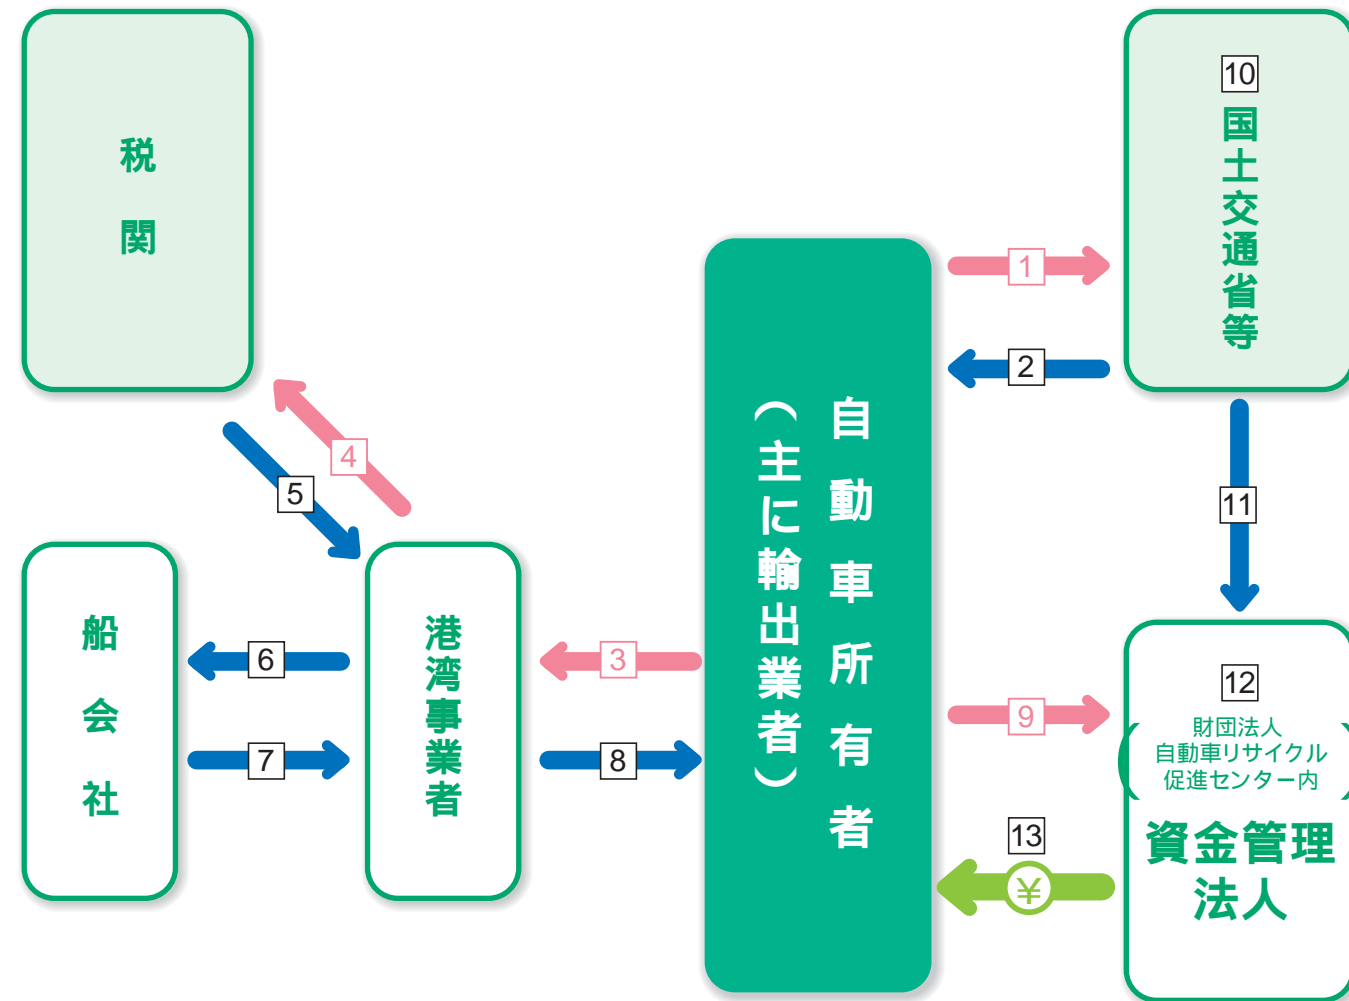 税関
10
国土交通省等
1
2
自動車所有者
（主に輸出業者）
4
5
11
船会社
港湾事業者
6
3
7
8
9
12
（財団法人
自動車リサイクル
促進センター内）
資金管理
法人
13
¥